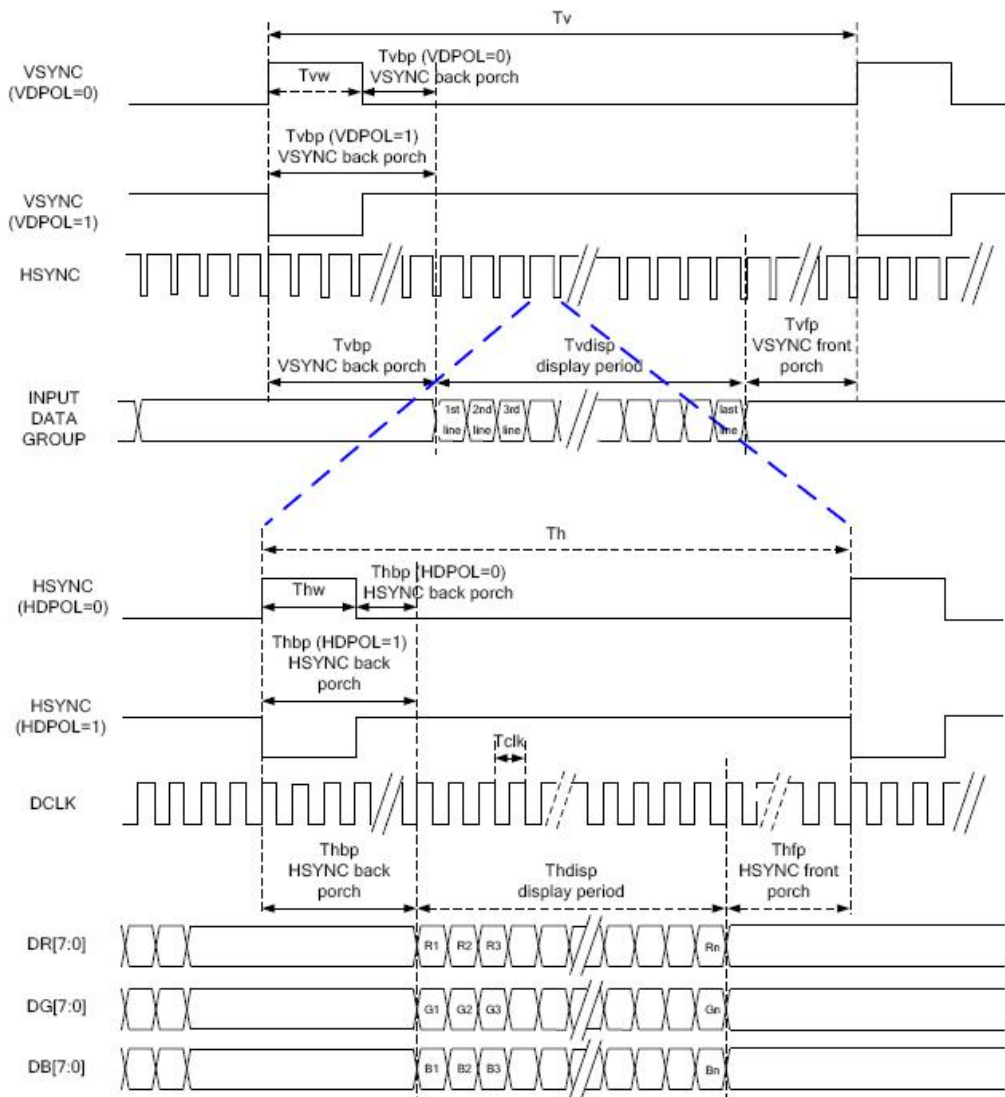 Tv
Tvbp (VDPOL=0)
VSYNC back porch
VSYNC
(VDPOL=0)
Tvw
Tvbp (VDPOL=1)
VSYNC back porch
VSYNC
(VDPOL=1)
HSYNC
Tvbp
VSYNC back porch
Tvdisp
display period
Tvfp
VSYNC front
porch
INPUT
DATA
GROUP
1st
line
2nd
line
3rd
line
last
line
Th
Thbp (HDPOL=0)
HSYNC back porch
HSYNC
(HDPOL=0)
Thw
Thbp (HDPOL=1)
HSYNC back
porch
HSYNC
(HDPOL=1)
Tclk
DCLK
Thbp
HSYNC back
porch
Thdisp
display period
Thfp
HSYNC front
porch
DR[7:0]
R1
R2
R3
Rn
DG[7:0]
G1
G2
G3
Gn
DB[7:0]
B1
B2
B3
Bn